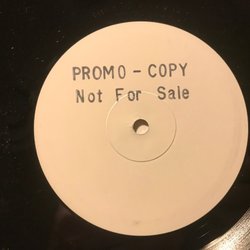 PROMO - COPY
Not For Sale